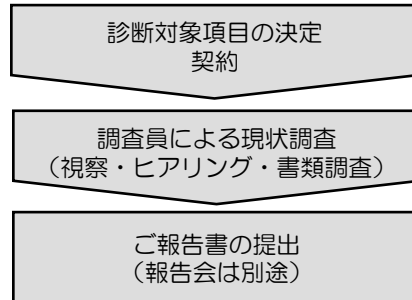 診断対象項目の決定
契約
調査員による現状調査
（視察・ヒアリング・書類調査）
ご報告書の提出
（報告会は別途）